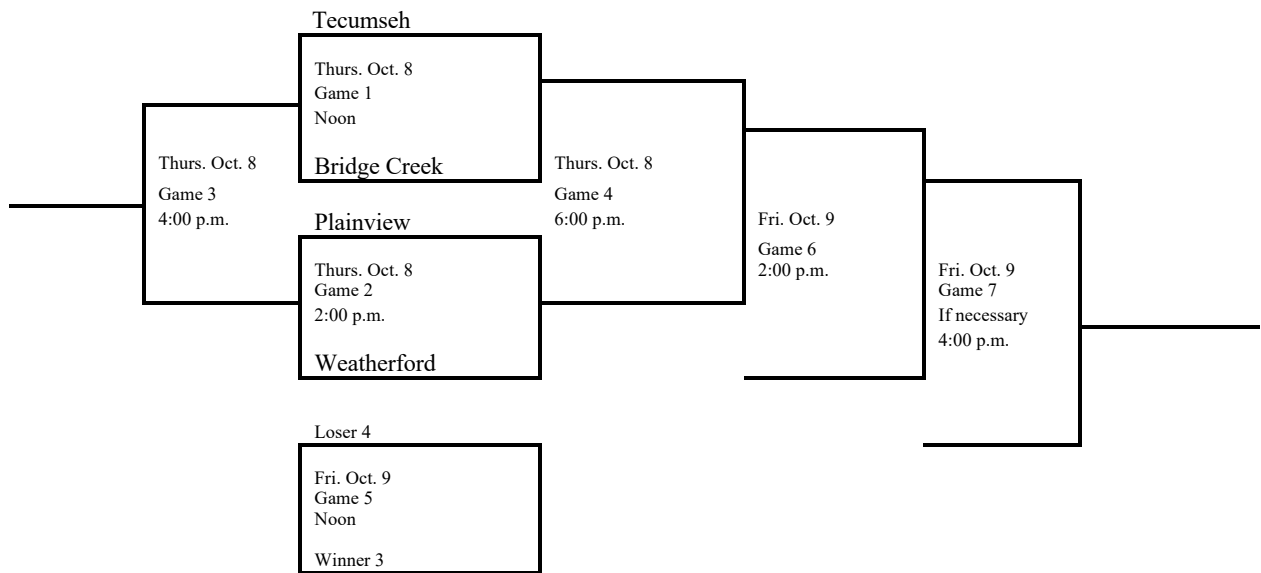 Tecumseh
Thurs. Oct. 8
Game 1
Noon
Bridge Creek
Thurs. Oct. 8
Game 3
4:00 p.m.
Plainview
Thurs. Oct. 8
Game 2
2:00 p.m.
Weatherford
Thurs. Oct. 8
Game 4
6:00 p.m.
Fri. Oct. 9
Game 6
2:00 p.m.
Fri. Oct. 9
Game 7
If necessary
4:00 p.m.
Loser 4
Fri. Oct. 9
Game 5
Noon
Winner 3